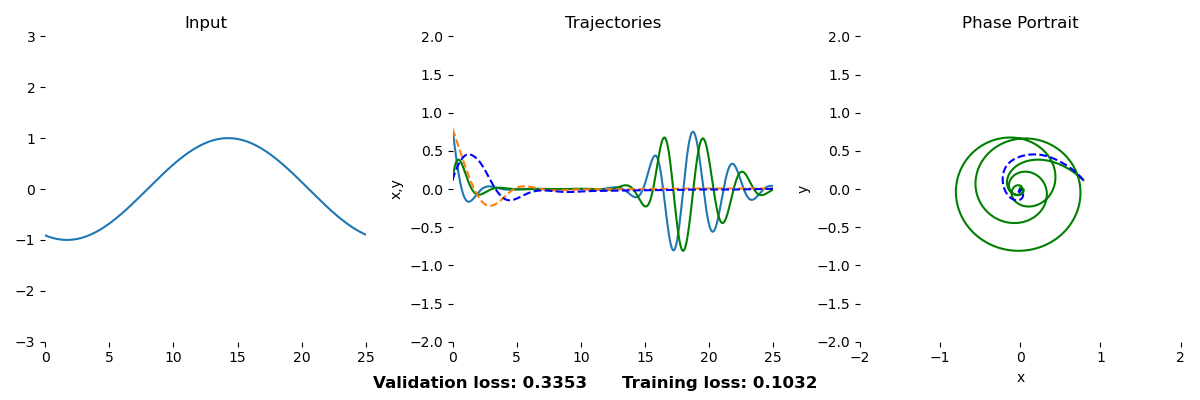 Input
3
2
1
0
−1
−2
−3
0 5 10 15 20 25
Trajectories
x,y
2.0
1.5
1.0
0.5
0.0
−0.5
−1.0
−1.5
−2.0
0 5 10 15 20 25
Phase Portrait
y
2.0
1.5
1.0
0.5
0.0
−0.5
−1.0
−1.5
−2.0
−2 −1 0 1 2
x
Validation loss: 0.3353 Training loss: 0.1032